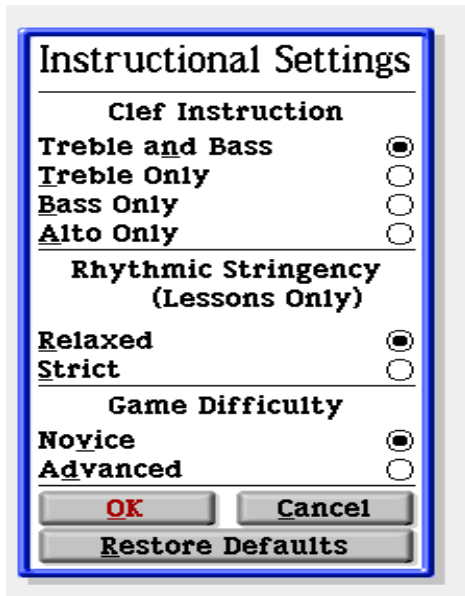 Instructional Settings
Clef Instruction
Treble and Bass
Treble Only
Bass Only
Alto Only
Rhythmic Stringency
(Lessons Only)
Relaxed
Strict
Game Difficulty
Novice
Advanced
OK Cancel
Restore Defaults